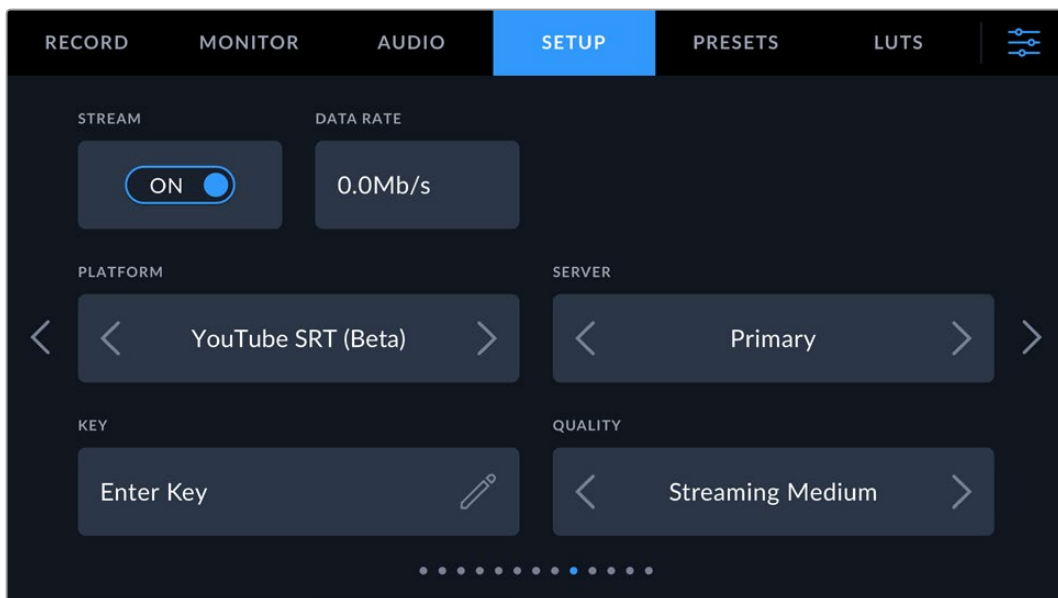 RECORD MONITOR AUDIO SETUP PRESETS LUTS
STREAM DATA RATE
ON 0.0Mb/s
PLATFORM SERVER
YouTube SRT (Beta) Primary
KEY QUALITY
Enter Key Streaming Medium